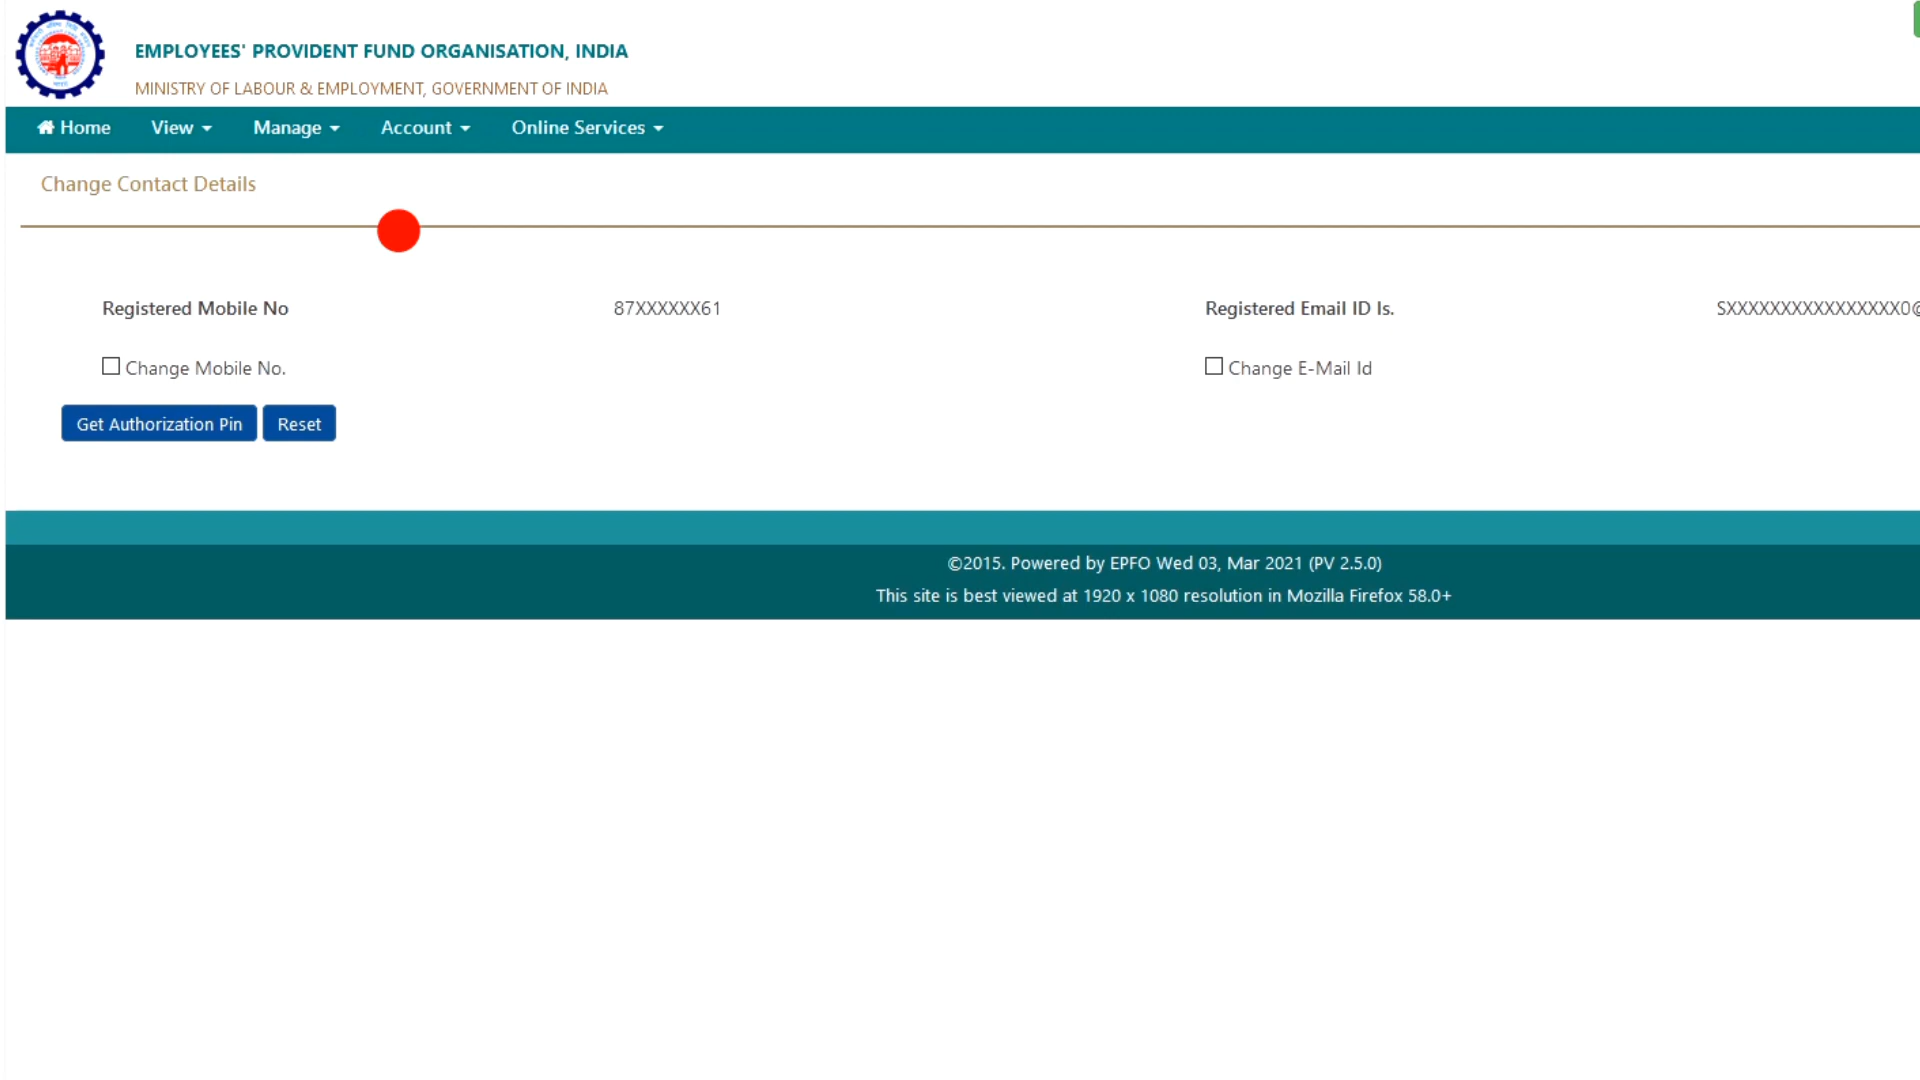 EMPLOYEES' PROVIDENT FUND ORGANISATION, INDIA
MINISTRY OF LABOUR & EMPLOYMENT, GOVERNMENT OF INDIA
Home View Manage Account Online Services
Change Contact Details
Registered Mobile No 87XXXXXX61 Registered Email ID Is. SXXXXXXXXXXXXXXXX0@
Change Mobile No. Change E-Mail Id
Get Authorization Pin Reset
©2015. Powered by EPFO Wed 03, Mar 2021 (PV 2.5.0)
This site is best viewed at 1920 x 1080 resolution in Mozilla Firefox 58.0+